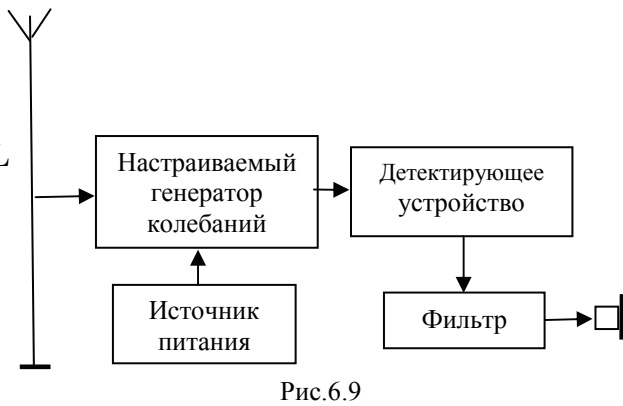 L
Настраиваемый
генератор
колебаний
Детектирующее
устройство
Источник
питания
Фильтр
Рис.6.9